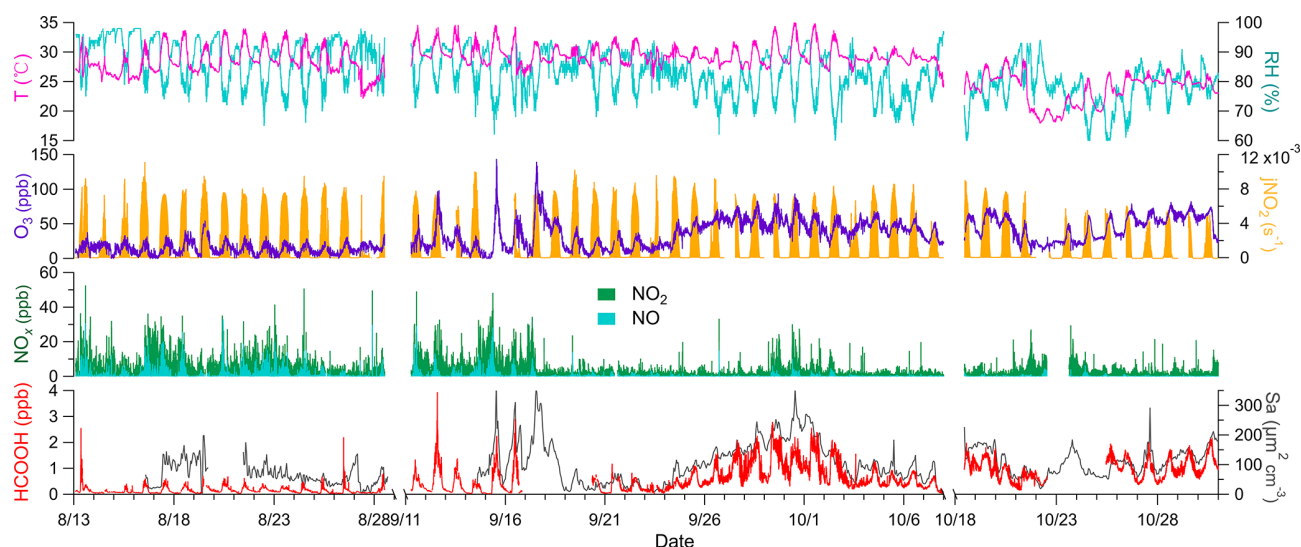 35
30
25
20
15
T (℃)
100
90
80
70
60
RH (%)
150
100
50
0
O₃ (ppb)
12 x10⁻³
8
4
0
jNO₂ (s⁻¹)
60
40
20
0
NOₓ (ppb)
NO₂
NO
4
3
2
1
0
HCOOH (ppb)
300
200
100
0
Sa (μm² cm⁻³)
8/13 8/18 8/23 8/28 9/11 9/16 9/21 9/26 10/1 10/6 10/18 10/23 10/28
Date